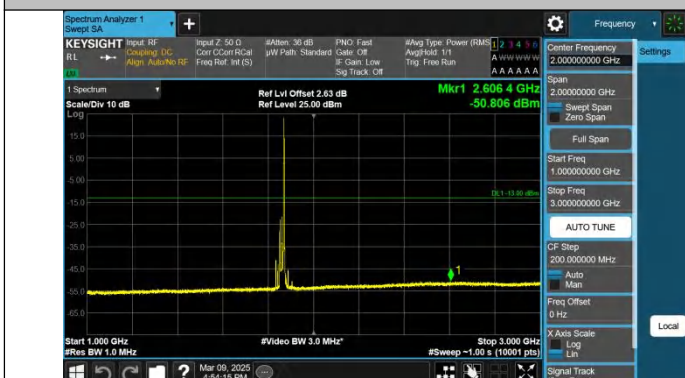 Spectrum Analyzer 1
Swept SA
Frequency
KEYSIGHT
RL
Input: RF
Coupling: DC
Align: Auto/No RF
Input Z: 50 Ω
Corr CCorr RCal
Freq Ref: Int (S)
#Atten: 36 dB
µW Path: Standard
PNO: Fast
Gate: Off
IF Gain: Low
Sig Track: Off
#Avg Type: Power (RMS
Avg|Hold: 1/1
Trig: Free Run
1 2 3 4 5 6
A W W W W W
A A A A A A
1 Spectrum
Scale/Div 10 dB
Log
Ref Lvl Offset 2.63 dB
Ref Level 25.00 dBm
Mkr1 2.606 4 GHz
-50.806 dBm
15.0
5.00
-5.00
-15.0
-25.0
-35.0
-45.0
-55.0
-65.0
DL1 -13.00 dBm
1
Start 1.000 GHz
#Res BW 1.0 MHz
#Video BW 3.0 MHz*
Stop 3.000 GHz
#Sweep ~1.00 s (10001 pts)
Mar 09, 2025
4:54:15 PM
Center Frequency
2.000000000 GHz
Settings
Span
2.00000000 GHz
Swept Span
Zero Span
Full Span
Start Freq
1.000000000 GHz
Stop Freq
3.000000000 GHz
AUTO TUNE
CF Step
200.000000 MHz
Auto
Man
Freq Offset
0 Hz
X Axis Scale
Log
Lin
Local
Signal Track